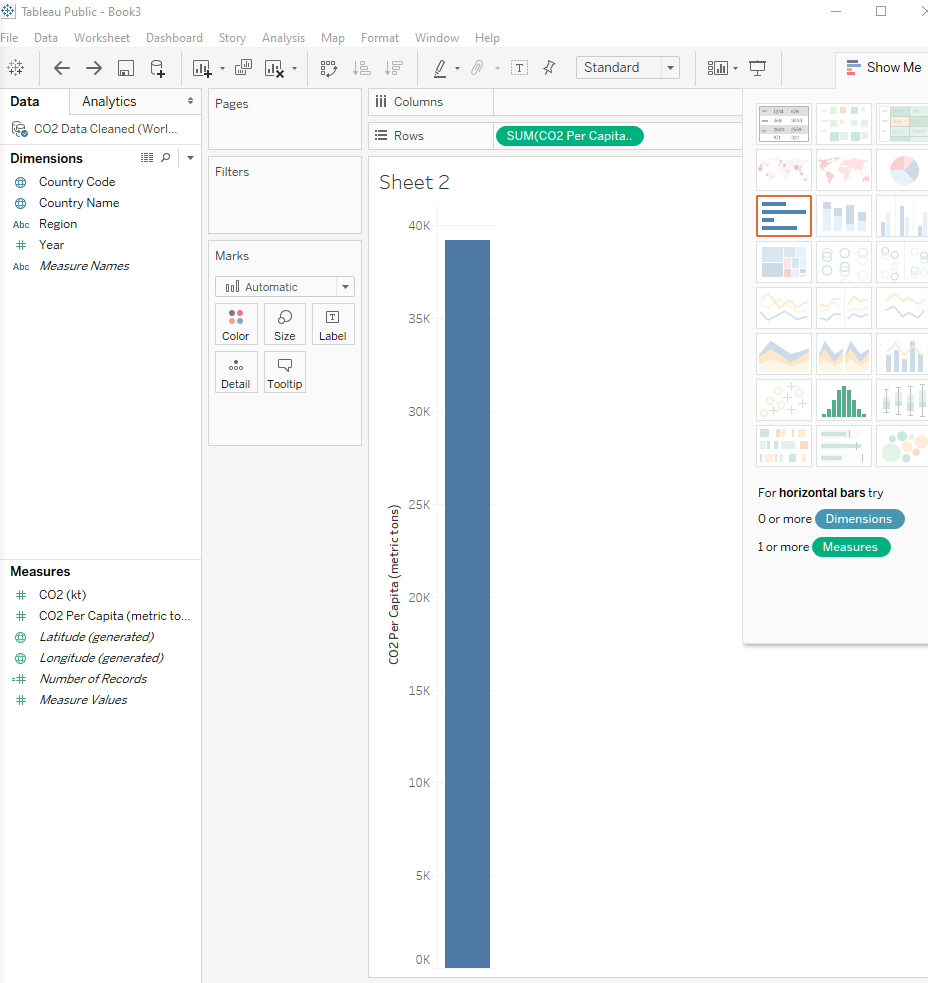 Tableau Public - Book3
File Data Worksheet Dashboard Story Analysis Map Format Window Help
Standard
Show Me
Data Analytics
CO2 Data Cleaned (Worl...
Dimensions
Country Code
Country Name
Abc Region
Year
Abc Measure Names
Measures
CO2 (kt)
CO2 Per Capita (metric to...
Latitude (generated)
Longitude (generated)
Number of Records
Measure Values
Pages
Filters
Marks
Automatic
Color Size Label
Detail Tooltip
Columns
Rows SUM(CO2 Per Capita..
Sheet 2
CO2 Per Capita (metric tons)
40K
35K
30K
25K
20K
15K
10K
5K
0K
For horizontal bars try
0 or more Dimensions
1 or more Measures